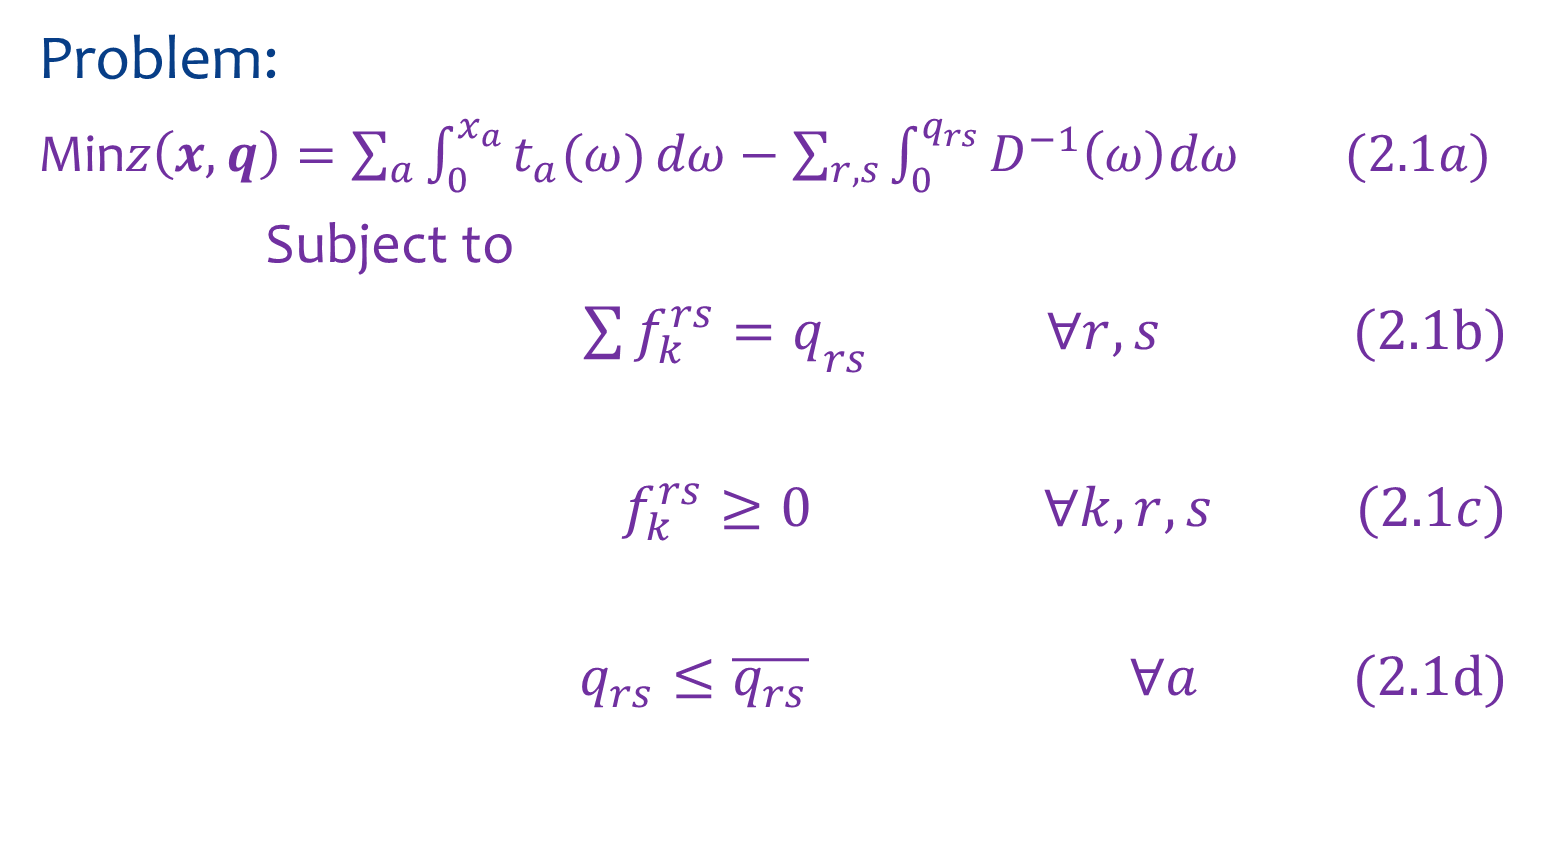 Problem:
Min𝑧(𝒙, 𝒒) = ∑ₐ ∫₀^{xₐ} tₐ(ω) dω − ∑_{r,s} ∫₀^{q_{rs}} D⁻¹(ω)dω (2.1a)
Subject to
∑ f_k^{rs} = q_{rs} ∀r, s (2.1b)
f_k^{rs} ≥ 0 ∀k, r, s (2.1c)
q_{rs} ≤ \overline{q_{rs}} ∀a (2.1d)